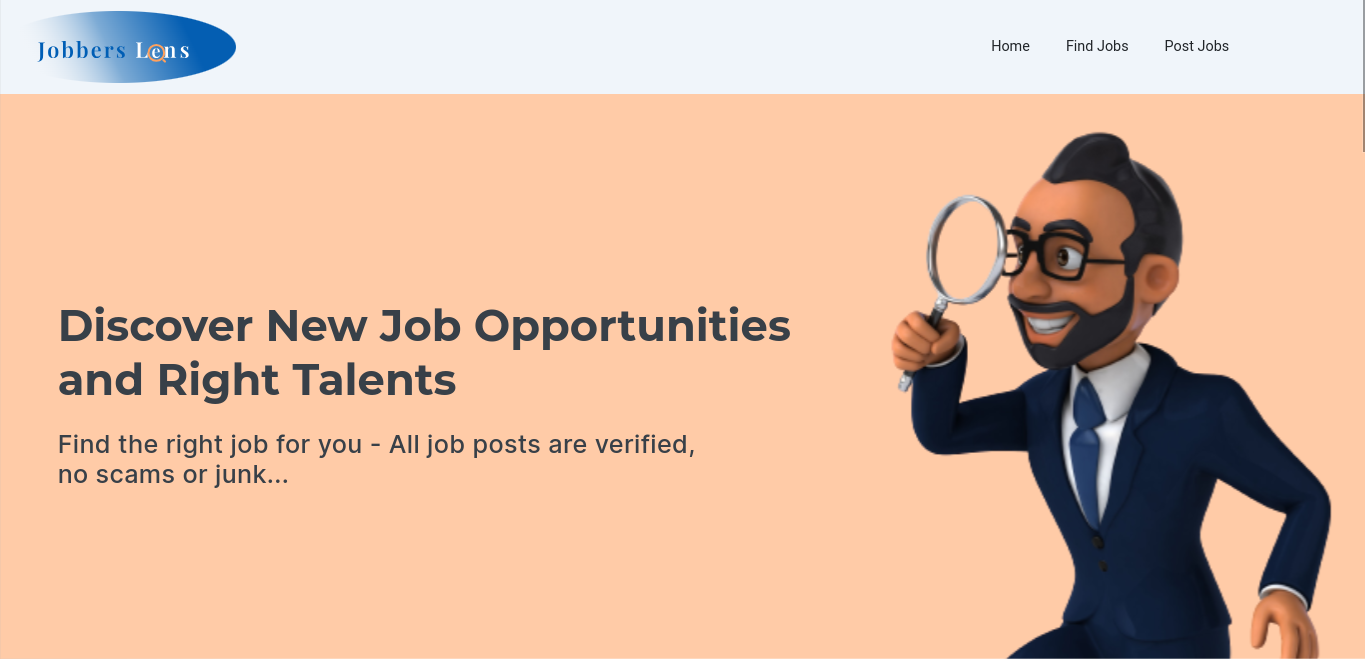 Jobbers Lens
Home
Find Jobs
Post Jobs
Discover New Job Opportunities
and Right Talents
Find the right job for you - All job posts are verified,
no scams or junk...